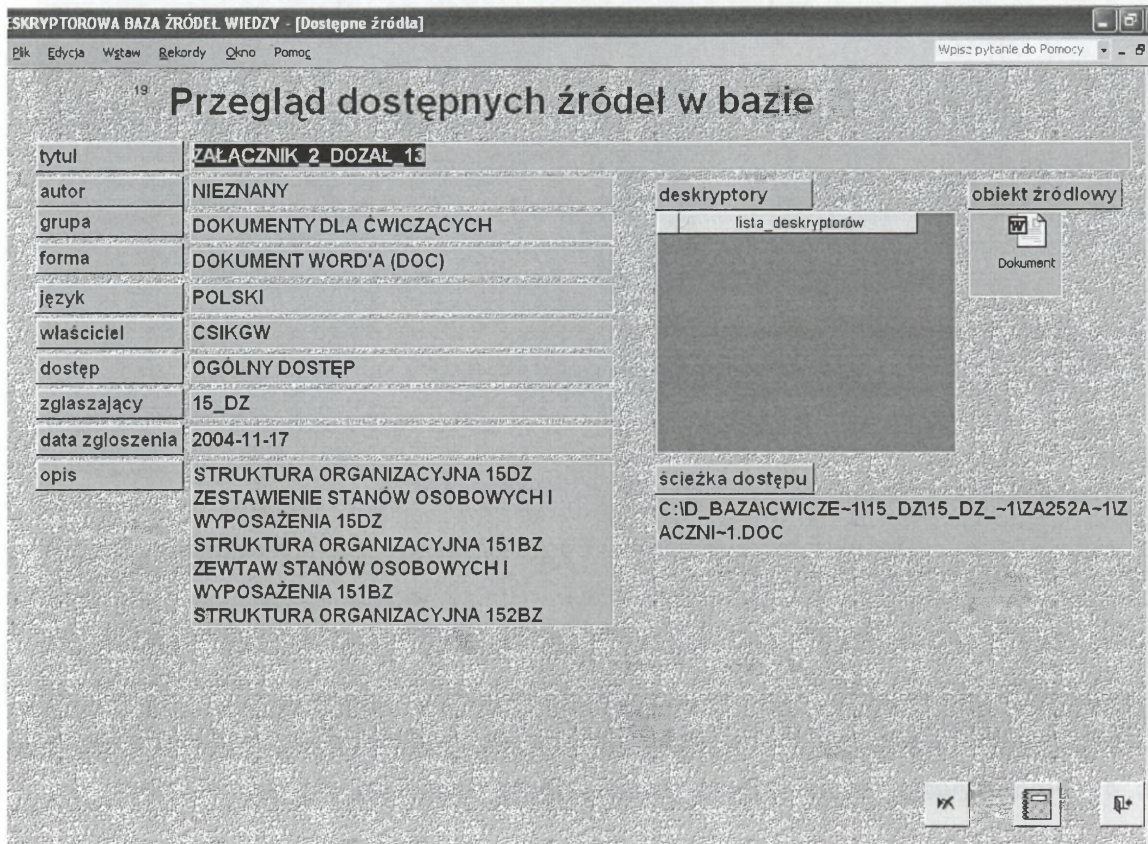 ESKRYPTOROWA BAZA ŹRÓDEŁ WIEDZY - [Dostępne źródła]
Plik Edycja Wstaw Rekordy Okno Pomoc
Wpisz pytanie do Pomocy
19 Przegląd dostępnych źródeł w bazie
tytuł ZAŁĄCZNIK_2_DOZAŁ_13
autor NIEZNANY
grupa DOKUMENTY DLA ĆWICZĄCYCH
forma DOKUMENT WORD'A (DOC)
język POLSKI
właściciel CSIKGW
dostęp OGÓLNY DOSTĘP
zgłaszający 15_DZ
data zgłoszenia 2004-11-17
opis STRUKTURA ORGANIZACYJNA 15DZ
ZESTAWIENIE STANÓW OSOBOWYCH I
WYPOSAŻENIA 15DZ
STRUKTURA ORGANIZACYJNA 151BZ
ZEWTAW STANÓW OSOBOWYCH I
WYPOSAŻENIA 151BZ
STRUKTURA ORGANIZACYJNA 152BZ
deskryptory
lista_deskryptorów
obiekt źródłowy
Dokument
ścieżka dostępu
C:\D_BAZA\CWICZE~1\15_DZ\15_DZ_~1\ZA252A~1\Z
ACZNI~1.DOC